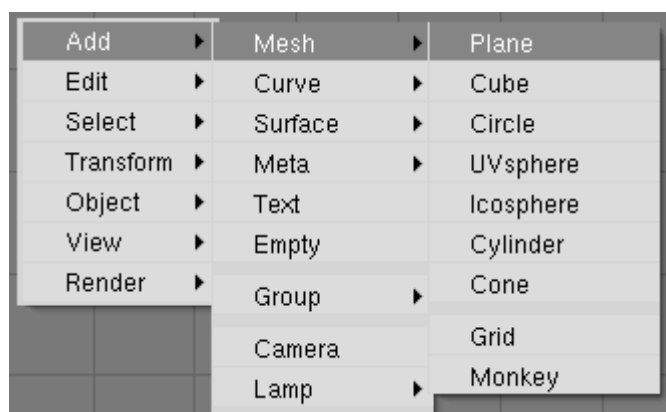 Add
Edit
Select
Transform
Object
View
Render
Mesh
Curve
Surface
Meta
Text
Empty
Group
Camera
Lamp
Plane
Cube
Circle
UVsphere
Icosphere
Cylinder
Cone
Grid
Monkey